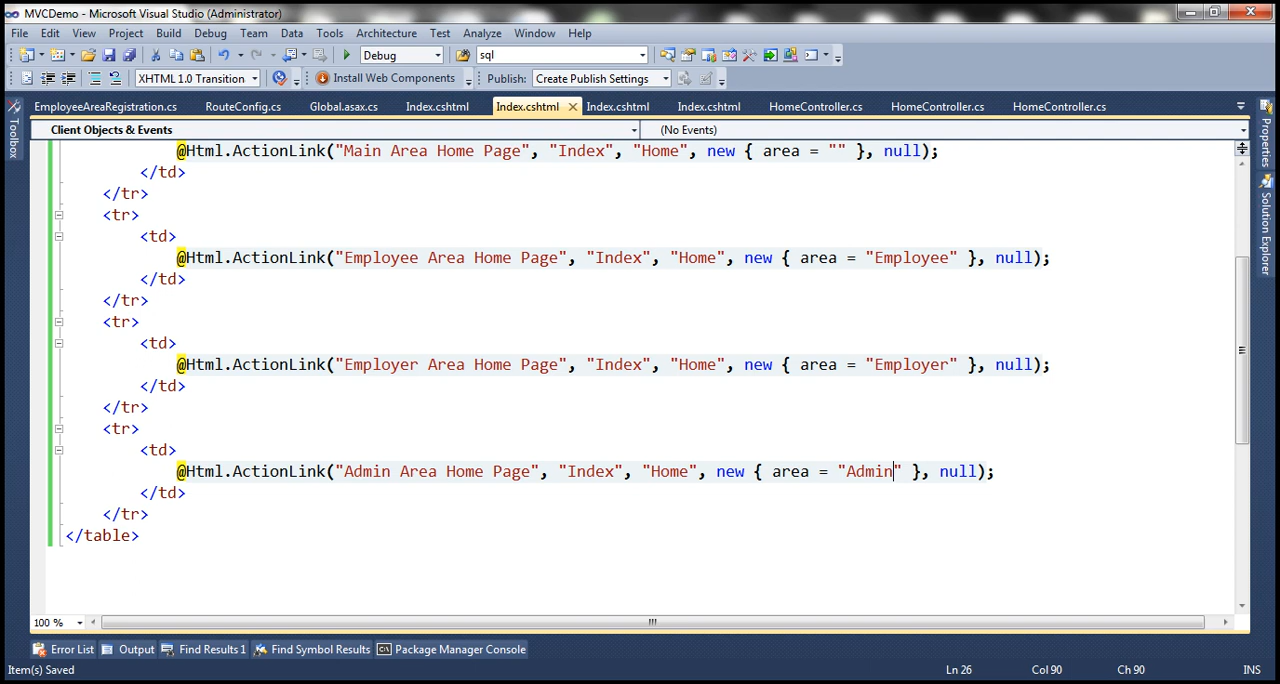 MVCDemo - Microsoft Visual Studio (Administrator)
File Edit View Project Build Debug Team Data Tools Architecture Test Analyze Window Help
Debug sql
XHTML 1.0 Transition Install Web Components Publish: Create Publish Settings
EmployeeAreaRegistration.cs RouteConfig.cs Global.asax.cs Index.cshtml Index.cshtml Index.cshtml Index.cshtml HomeController.cs HomeController.cs HomeController.cs
Toolbox
Properties
Solution Explorer
Client Objects & Events (No Events)
@Html.ActionLink("Main Area Home Page", "Index", "Home", new { area = "" }, null);
</td>
</tr>
<tr>
<td>
@Html.ActionLink("Employee Area Home Page", "Index", "Home", new { area = "Employee" }, null);
</td>
</tr>
<tr>
<td>
@Html.ActionLink("Employer Area Home Page", "Index", "Home", new { area = "Employer" }, null);
</td>
</tr>
<tr>
<td>
@Html.ActionLink("Admin Area Home Page", "Index", "Home", new { area = "Admin" }, null);
</td>
</tr>
</table>
100 %
Error List Output Find Results 1 Find Symbol Results Package Manager Console
Item(s) Saved Ln 26 Col 90 Ch 90 INS